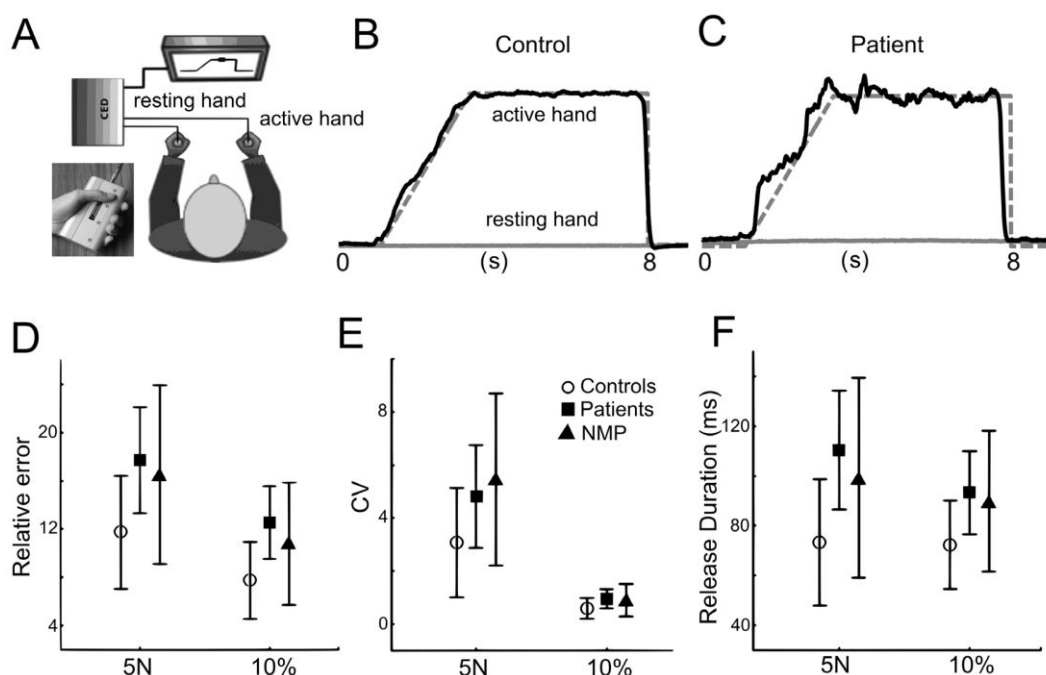 A
CED
resting hand
active hand
B
Control
active hand
resting hand
0
(s)
8
C
Patient
0
(s)
8
D
Relative error
20
12
4
5N
10%
E
CV
8
4
0
Controls
Patients
NMP
5N
10%
F
Release Duration (ms)
120
80
40
5N
10%